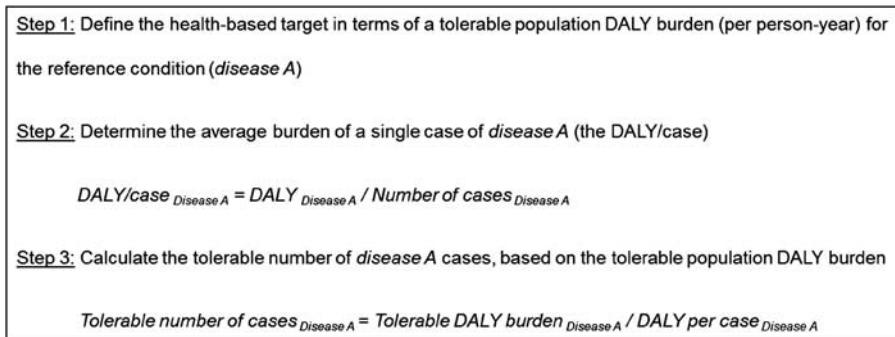 Step 1: Define the health-based target in terms of a tolerable population DALY burden (per person-year) for
the reference condition (disease A)
Step 2: Determine the average burden of a single case of disease A (the DALY/case)
DALY/case Disease A = DALY Disease A / Number of cases Disease A
Step 3: Calculate the tolerable number of disease A cases, based on the tolerable population DALY burden
Tolerable number of cases Disease A = Tolerable DALY burden Disease A / DALY per case Disease A